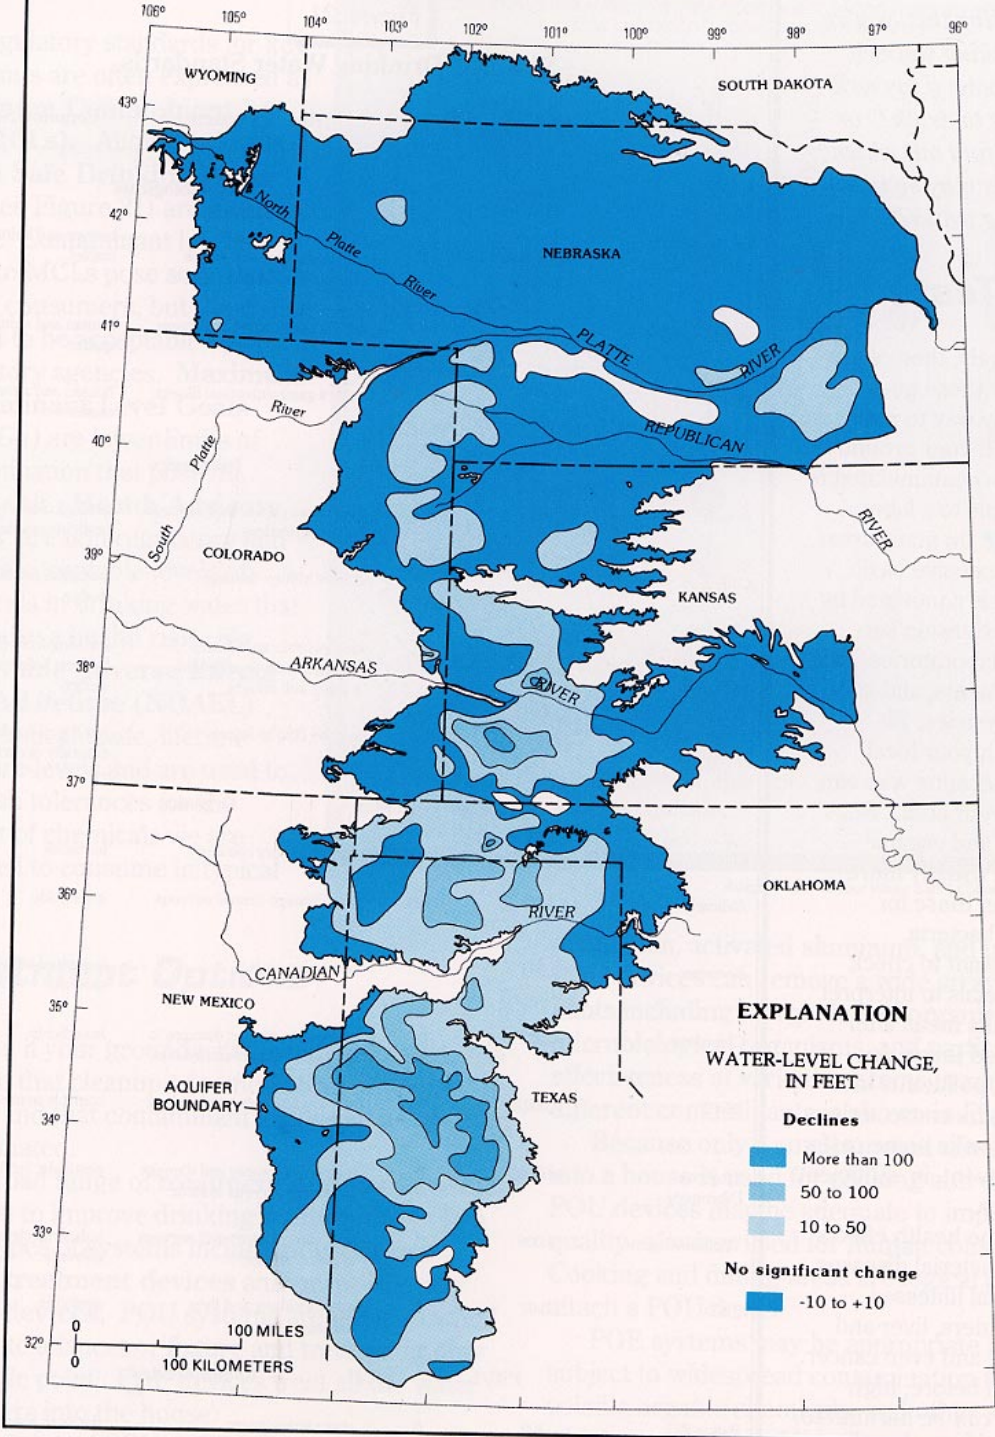 106° 105° 104° 103° 102° 101° 100° 99° 98° 97° 96°
WYOMING
SOUTH DAKOTA
43°
42°
North
Platte
River
NEBRASKA
41°
PLATTE
RIVER
River
40°
Platte
South
REPUBLICAN
RIVER
39°
COLORADO
KANSAS
38°
ARKANSAS
RIVER
37°
36°
OKLAHOMA
RIVER
CANADIAN
35°
NEW MEXICO
AQUIFER
BOUNDARY
TEXAS
34°
33°
32°
0 100 MILES
0 100 KILOMETERS
EXPLANATION
WATER-LEVEL CHANGE,
IN FEET
Declines
More than 100
50 to 100
10 to 50
No significant change
-10 to +10